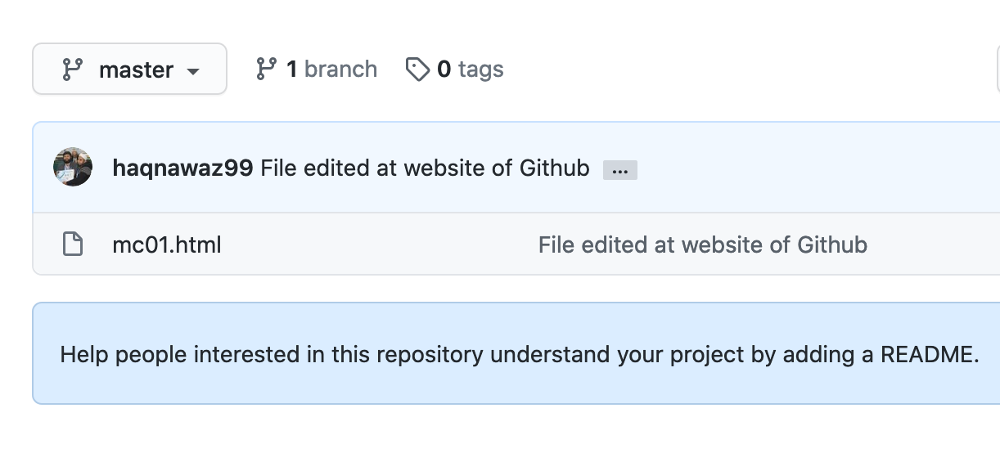 master 1 branch 0 tags
haqnawaz99 File edited at website of Github ...
mc01.html File edited at website of Github
Help people interested in this repository understand your project by adding a README.